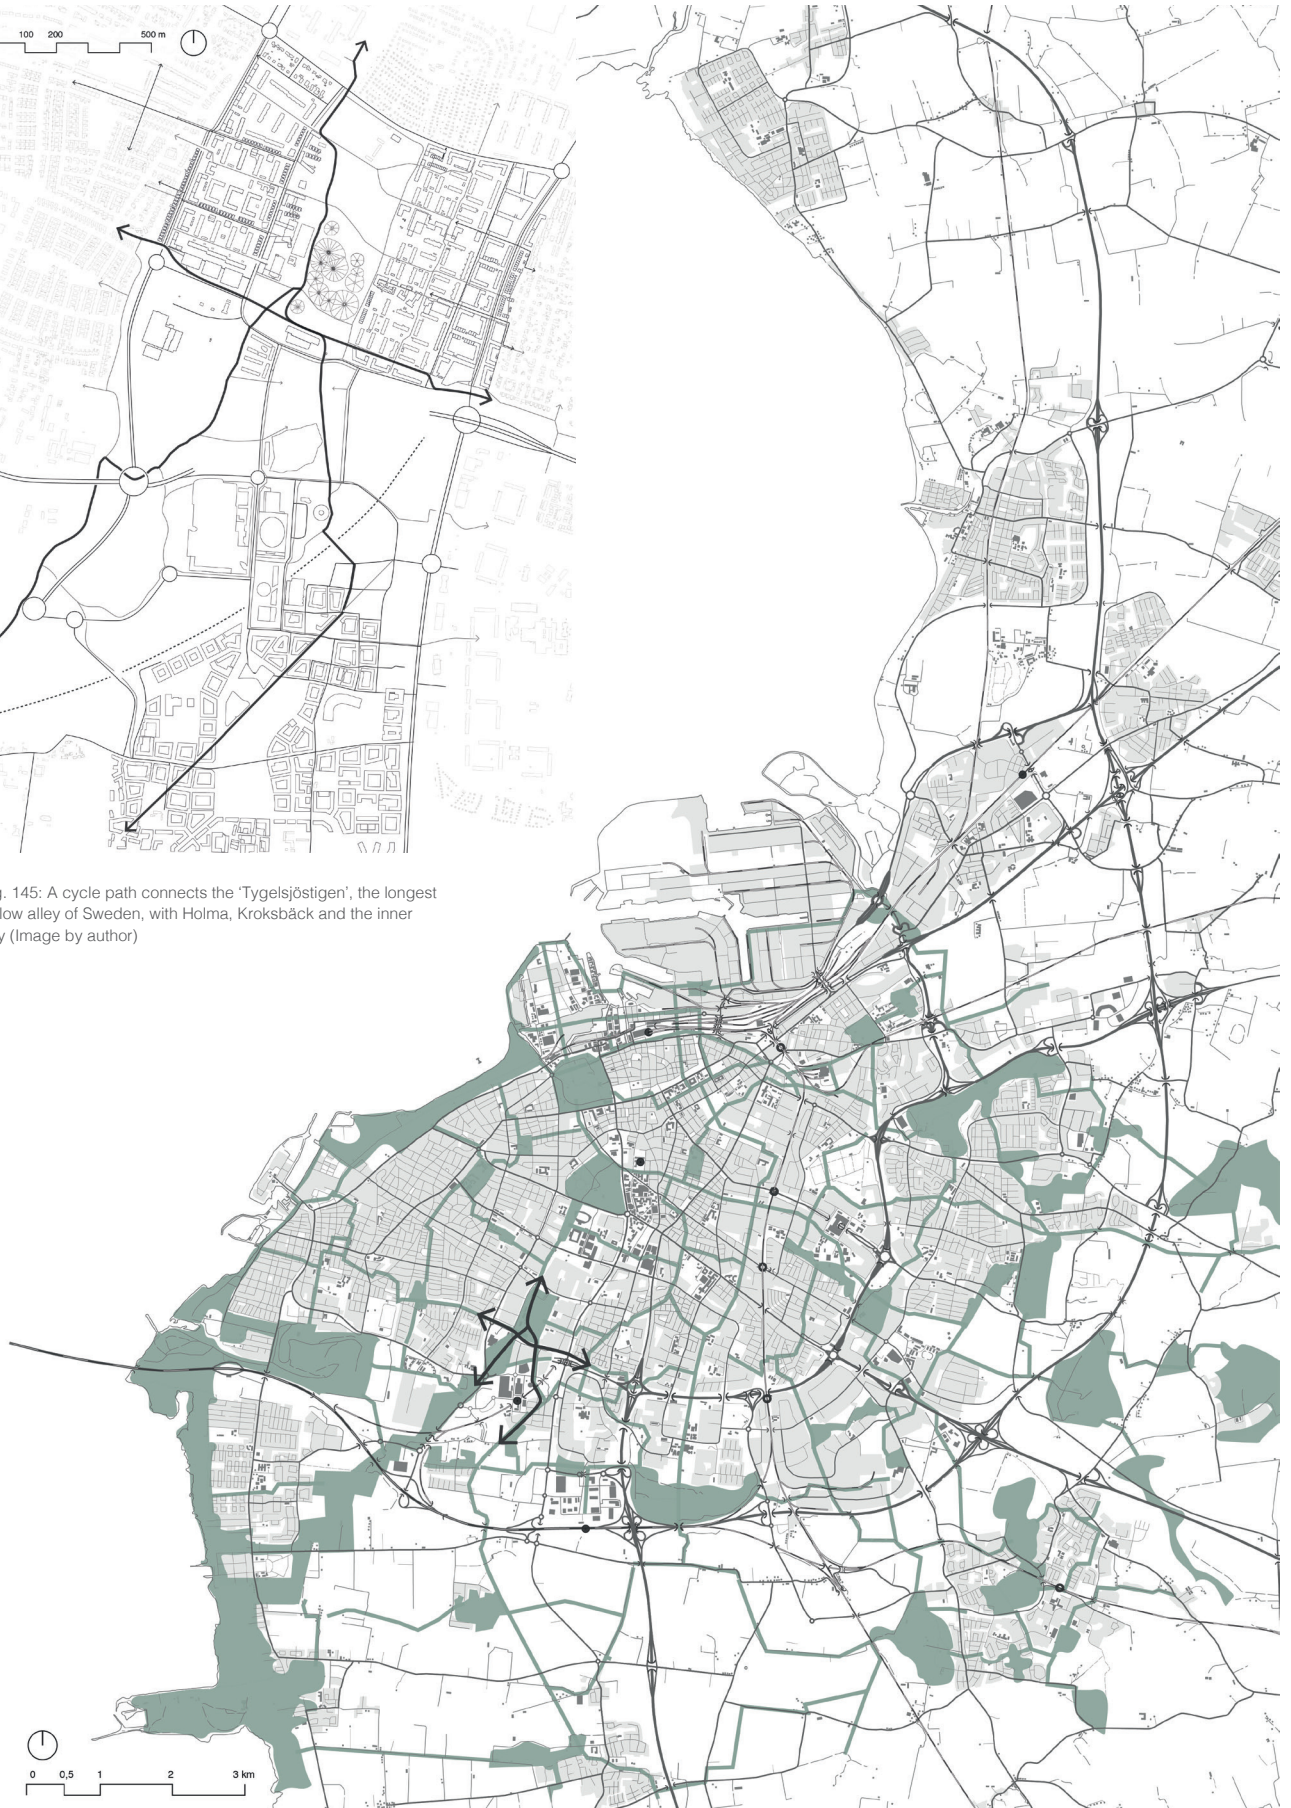 100 200 500 m
g. 145: A cycle path connects the ‘Tygelsjöstigen’, the longest
low alley of Sweden, with Holma, Kroksbäck and the inner
y (Image by author)
0 0,5 1 2 3 km